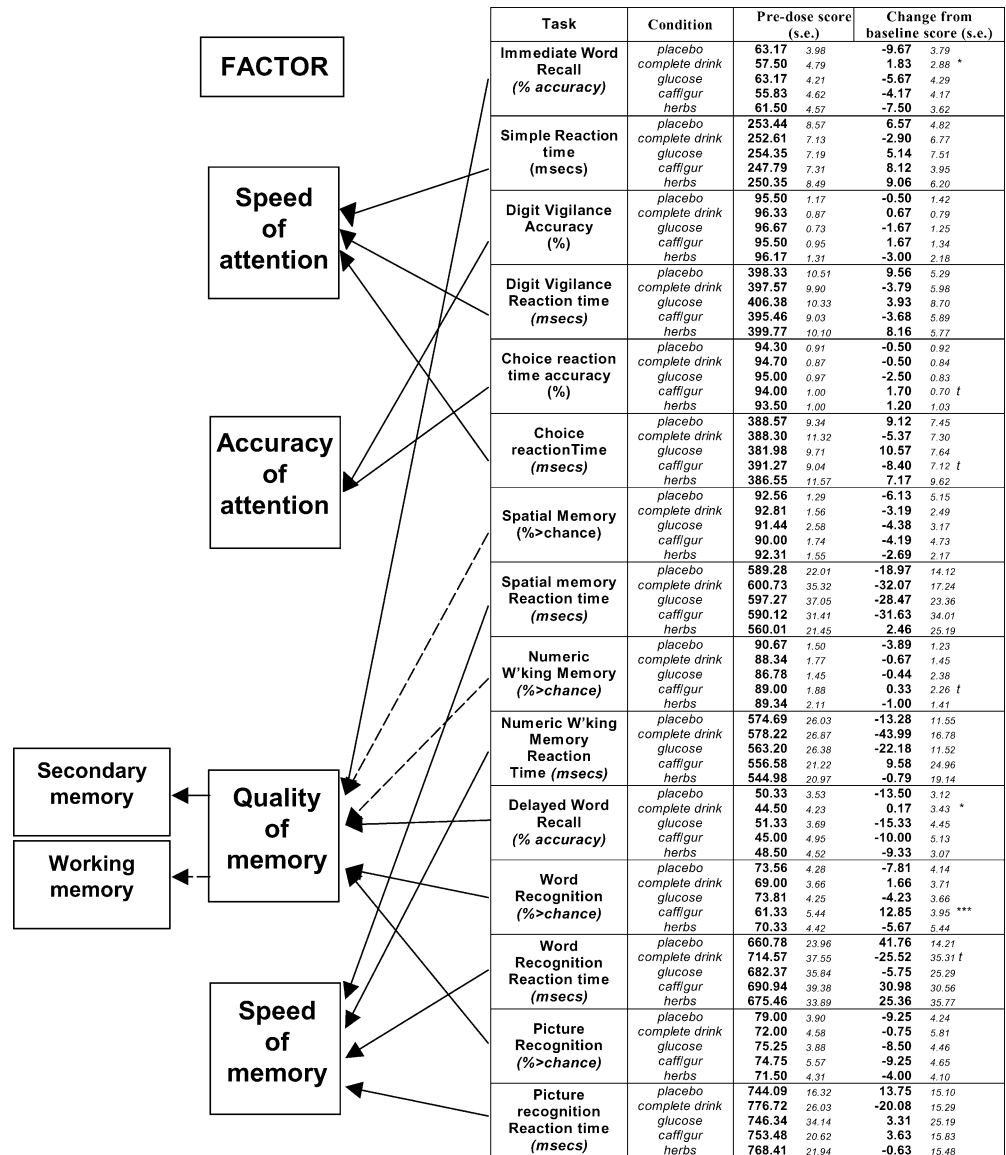 FACTOR
Speed
of
attention
Accuracy
of
attention
Secondary
memory
Working
memory
Quality
of
memory
Speed
of
memory
Task Condition Pre-dose score (s.e.) Change from baseline score (s.e.)
Immediate Word
Recall
(% accuracy)
placebo 63.17 3.98 -9.67 3.79
complete drink 57.50 4.79 1.83 2.88 *
glucose 63.17 4.21 -5.67 4.29
caff/gur 55.83 4.62 -4.17 4.17
herbs 61.50 4.57 -7.50 3.62
Simple Reaction
time
(msecs)
placebo 253.44 8.57 6.57 4.82
complete drink 252.61 7.13 -2.90 6.77
glucose 254.35 7.19 5.14 7.51
caff/gur 247.79 7.31 8.12 3.95
herbs 250.35 8.49 9.06 6.20
Digit Vigilance
Accuracy
(%)
placebo 95.50 1.17 -0.50 1.42
complete drink 96.33 0.87 0.67 0.79
glucose 96.67 0.73 -1.67 1.25
caff/gur 95.50 0.95 1.67 1.34
herbs 96.17 1.31 -3.00 2.18
Digit Vigilance
Reaction time
(msecs)
placebo 398.33 10.51 9.56 5.29
complete drink 397.57 9.90 -3.79 5.98
glucose 406.38 10.33 3.93 8.70
caff/gur 395.46 9.03 -3.68 5.89
herbs 399.77 10.10 8.16 5.77
Choice reaction
time accuracy
(%)
placebo 94.30 0.91 -0.50 0.92
complete drink 94.70 0.87 -0.50 0.84
glucose 95.00 0.97 -2.50 0.83
caff/gur 94.00 1.00 1.70 0.70 t
herbs 93.50 1.00 1.20 1.03
Choice
reactionTime
(msecs)
placebo 388.57 9.34 9.12 7.45
complete drink 388.30 11.32 -5.37 7.30
glucose 381.98 9.71 10.57 7.64
caff/gur 391.27 9.04 -8.40 7.12 t
herbs 386.55 11.57 7.17 9.62
Spatial Memory
(%>chance)
placebo 92.56 1.29 -6.13 5.15
complete drink 92.81 1.56 -3.19 2.49
glucose 91.44 2.58 -4.38 3.17
caff/gur 90.00 1.74 -4.19 4.73
herbs 92.31 1.55 -2.69 2.17
Spatial memory
Reaction time
(msecs)
placebo 589.28 22.01 -18.97 14.12
complete drink 600.73 35.32 -32.07 17.24
glucose 597.27 37.05 -28.47 23.36
caff/gur 590.12 31.41 -31.63 34.01
herbs 560.01 21.45 2.46 25.19
Numeric
W'king Memory
(%>chance)
placebo 90.67 1.50 -3.89 1.23
complete drink 88.34 1.77 -0.67 1.45
glucose 86.78 1.45 -0.44 2.38
caff/gur 89.00 1.88 0.33 2.26 t
herbs 89.34 2.11 -1.00 1.41
Numeric W'king
Memory
Reaction
Time (msecs)
placebo 574.69 26.03 -13.28 11.55
complete drink 578.22 26.87 -43.99 16.78
glucose 563.20 26.38 -22.18 11.52
caff/gur 556.58 21.22 9.58 24.96
herbs 544.98 20.97 -0.79 19.14
Delayed Word
Recall
(% accuracy)
placebo 50.33 3.53 -13.50 3.12
complete drink 44.50 4.23 0.17 3.43 *
glucose 51.33 3.69 -15.33 4.45
caff/gur 45.00 4.95 -10.00 5.13
herbs 48.50 4.52 -9.33 3.07
Word
Recognition
(%>chance)
placebo 73.56 4.28 -7.81 4.14
complete drink 69.00 3.66 1.66 3.71
glucose 73.81 4.25 -4.23 3.66
caff/gur 61.33 5.44 12.85 3.95 ***
herbs 70.33 4.42 -5.67 5.44
Word
Recognition
Reaction time
(msecs)
placebo 660.78 23.96 41.76 14.21
complete drink 714.57 37.55 -25.52 35.31 t
glucose 682.37 35.84 -5.75 25.29
caff/gur 690.94 39.38 30.98 30.56
herbs 675.46 33.89 25.36 35.77
Picture
Recognition
(%>chance)
placebo 79.00 3.90 -9.25 4.24
complete drink 72.00 4.58 -0.75 5.81
glucose 75.25 3.88 -8.50 4.46
caff/gur 74.75 5.57 -9.25 4.65
herbs 71.50 4.31 -4.00 4.10
Picture
recognition
Reaction time
(msecs)
placebo 744.09 16.32 13.75 15.10
complete drink 776.72 26.03 -20.08 15.29
glucose 746.34 34.14 3.31 25.19
caff/gur 753.48 20.62 3.63 15.83
herbs 768.41 21.94 -0.63 15.48